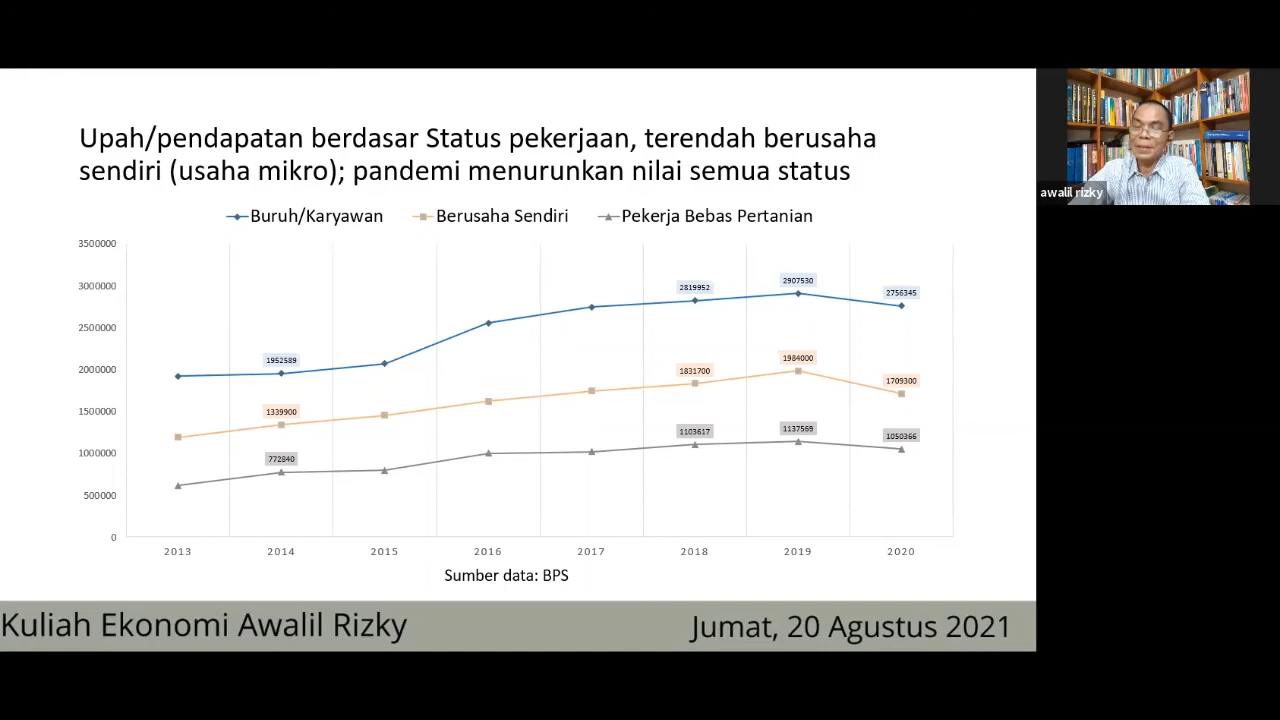 Upah/pendapatan berdasar Status pekerjaan, terendah berusaha
sendiri (usaha mikro); pandemi menurunkan nilai semua status
Buruh/Karyawan Berusaha Sendiri Pekerja Bebas Pertanian
awalil rizky
3500000
3000000
2500000
2000000
1500000
1000000
500000
0
1952589 2819952 2907530 2756345
1339900 1831700 1984000 1709300
772840 1103617 1137569 1050366
2013 2014 2015 2016 2017 2018 2019 2020
Sumber data: BPS
Kuliah Ekonomi Awalil Rizky Jumat, 20 Agustus 2021